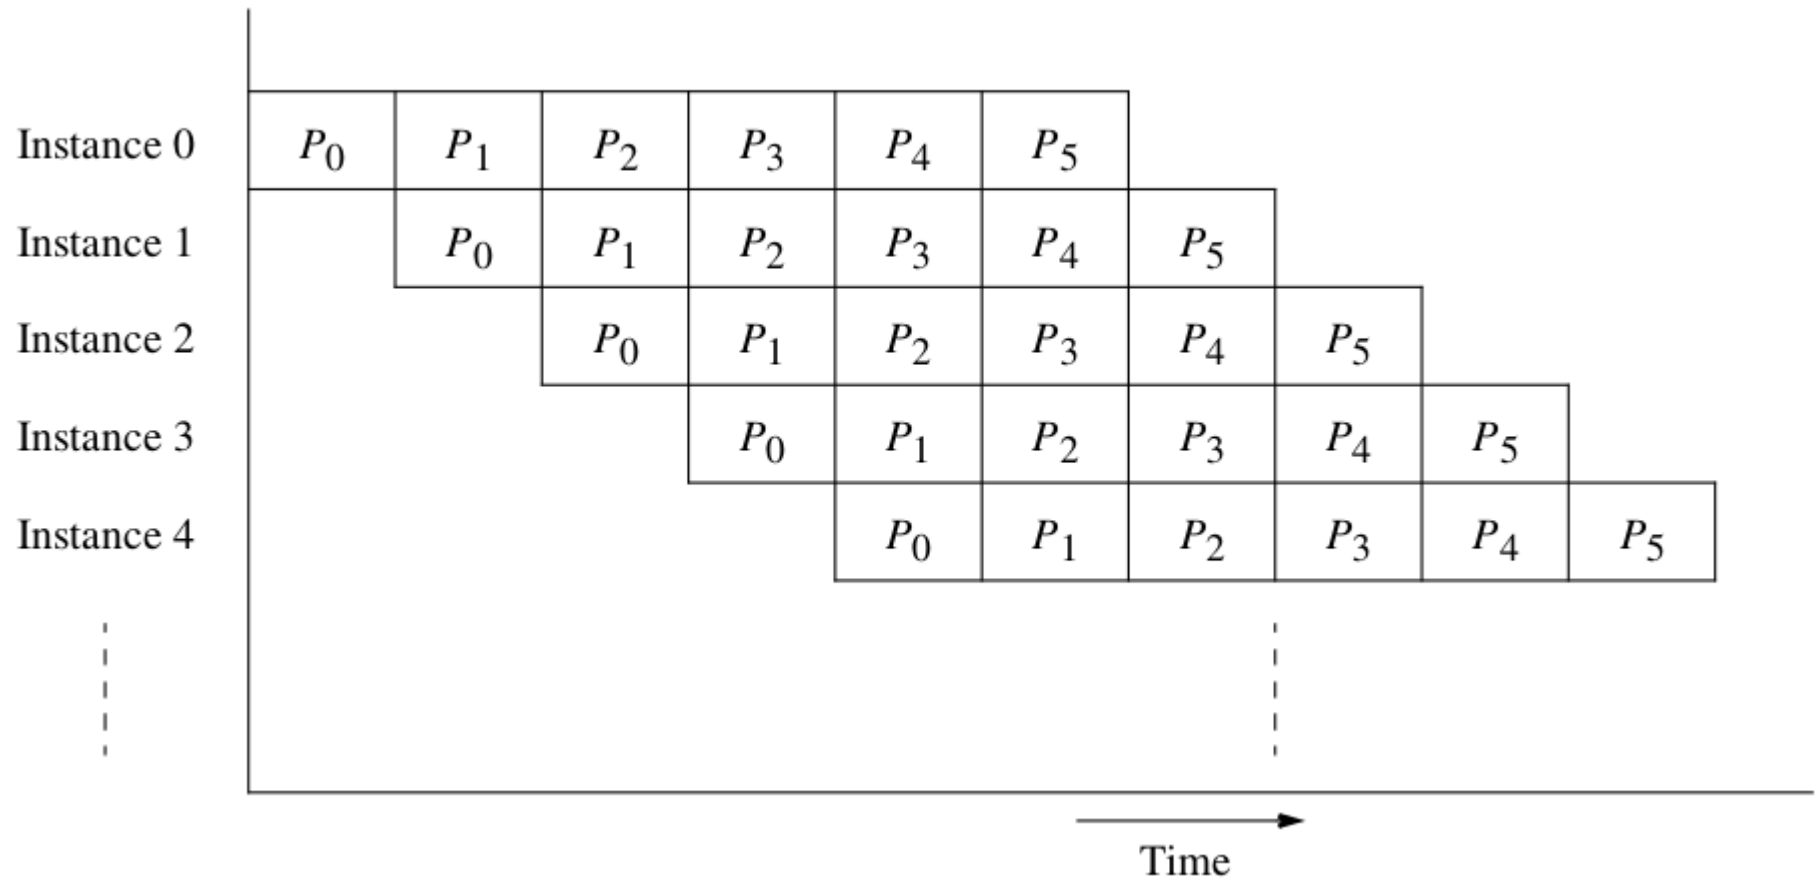 Instance 0 P0 P1 P2 P3 P4 P5
Instance 1 P0 P1 P2 P3 P4 P5
Instance 2 P0 P1 P2 P3 P4 P5
Instance 3 P0 P1 P2 P3 P4 P5
Instance 4 P0 P1 P2 P3 P4 P5
Time